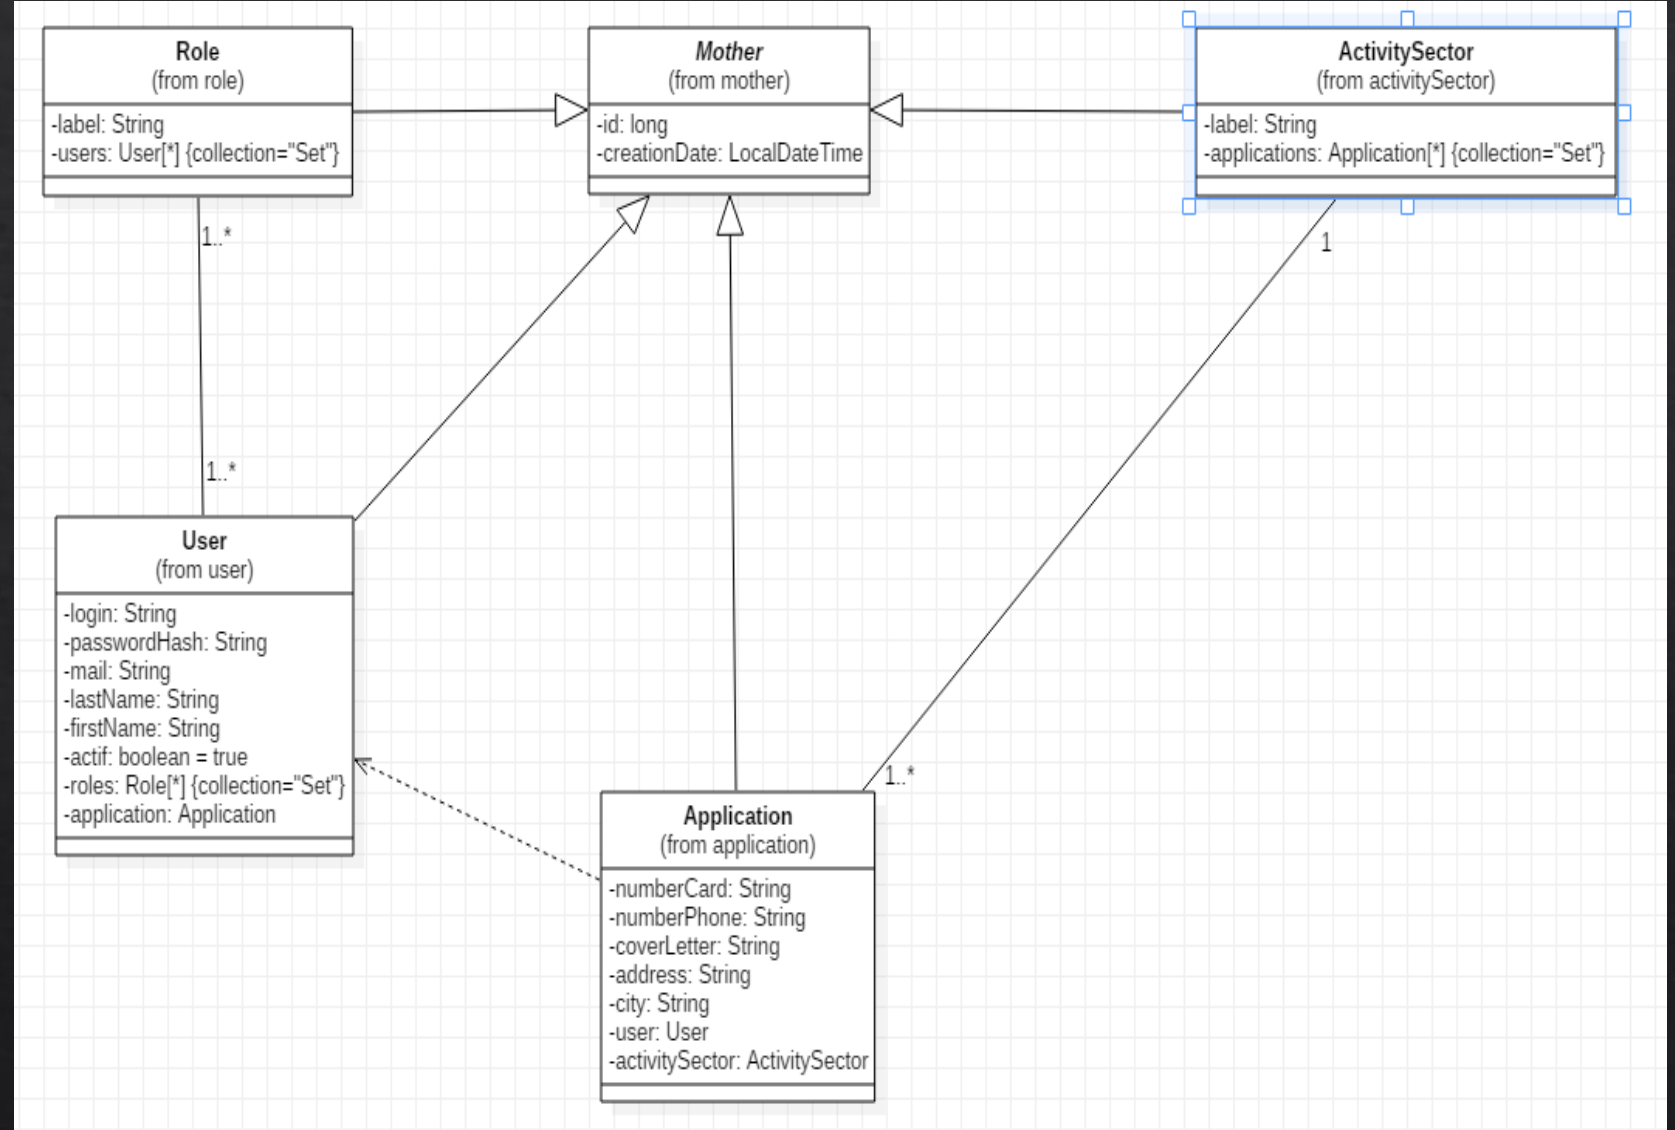 Role
(from role)
-label: String
-users: User[*] {collection="Set"}
Mother
(from mother)
-id: long
-creationDate: LocalDateTime
ActivitySector
(from activitySector)
-label: String
-applications: Application[*] {collection="Set"}
1..*
1
1..*
User
(from user)
-login: String
-passwordHash: String
-mail: String
-lastName: String
-firstName: String
-actif: boolean = true
-roles: Role[*] {collection="Set"}
-application: Application
1..*
Application
(from application)
-numberCard: String
-numberPhone: String
-coverLetter: String
-address: String
-city: String
-user: User
-activitySector: ActivitySector